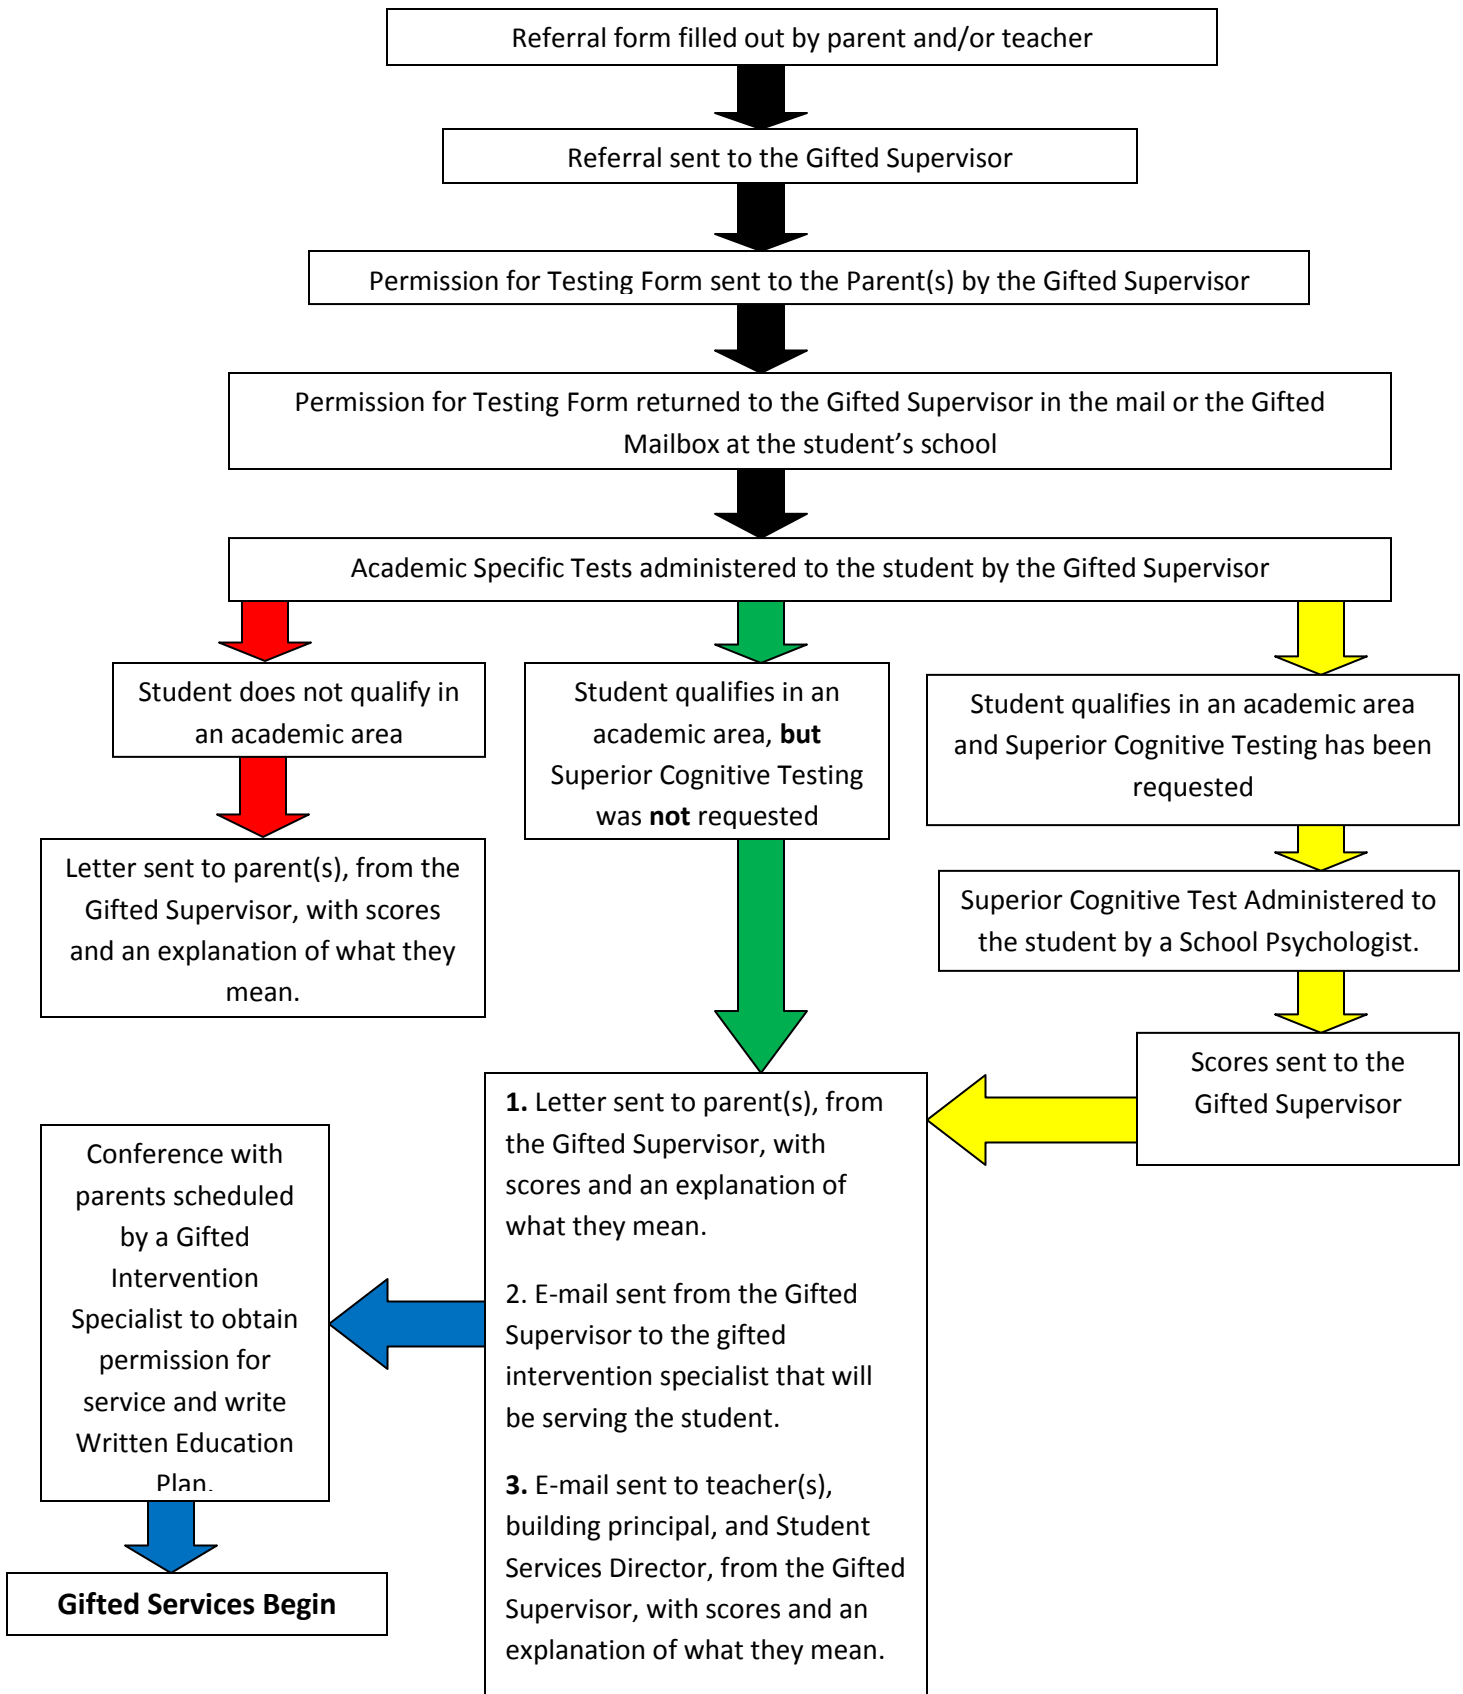 Referral form filled out by parent and/or teacher
Referral sent to the Gifted Supervisor
Permission for Testing Form sent to the Parent(s) by the Gifted Supervisor
Permission for Testing Form returned to the Gifted Supervisor in the mail or the Gifted
Mailbox at the student’s school
Academic Specific Tests administered to the student by the Gifted Supervisor
Student does not qualify in
an academic area
Letter sent to parent(s), from the
Gifted Supervisor, with scores
and an explanation of what they
mean.
Student qualifies in an
academic area, but
Superior Cognitive Testing
was not requested
Student qualifies in an academic area
and Superior Cognitive Testing has been
requested
Superior Cognitive Test Administered to
the student by a School Psychologist.
Scores sent to the
Gifted Supervisor
1. Letter sent to parent(s), from
the Gifted Supervisor, with
scores and an explanation of
what they mean.
2. E-mail sent from the Gifted
Supervisor to the gifted
intervention specialist that will
be serving the student.
3. E-mail sent to teacher(s),
building principal, and Student
Services Director, from the Gifted
Supervisor, with scores and an
explanation of what they mean.
Conference with
parents scheduled
by a Gifted
Intervention
Specialist to obtain
permission for
service and write
Written Education
Plan.
Gifted Services Begin